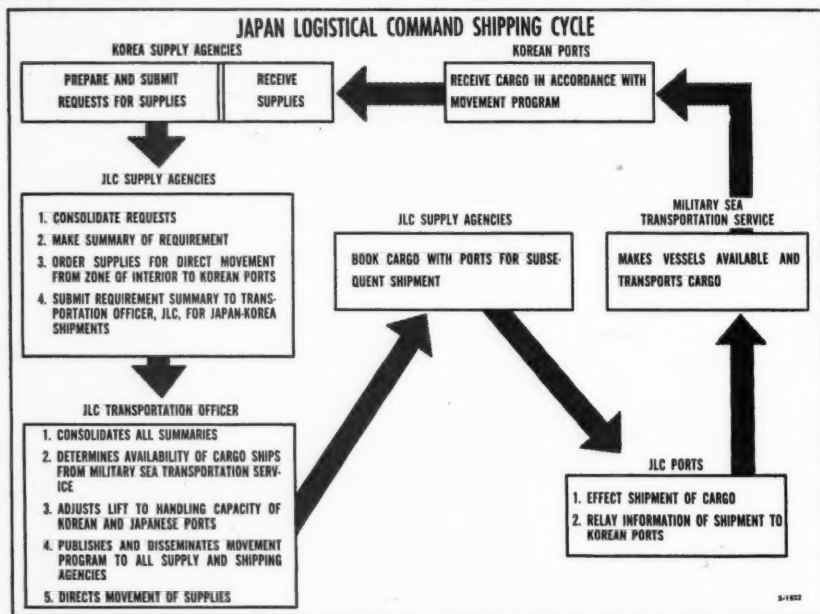 JAPAN LOGISTICAL COMMAND SHIPPING CYCLE
KOREA SUPPLY AGENCIES
PREPARE AND SUBMIT
REQUESTS FOR SUPPLIES
RECEIVE
SUPPLIES
KOREAN PORTS
RECEIVE CARGO IN ACCORDANCE WITH
MOVEMENT PROGRAM
JLC SUPPLY AGENCIES
1. CONSOLIDATE REQUESTS
2. MAKE SUMMARY OF REQUIREMENT
3. ORDER SUPPLIES FOR DIRECT MOVEMENT
FROM ZONE OF INTERIOR TO KOREAN PORTS
4. SUBMIT REQUIREMENT SUMMARY TO TRANS-
PORTATION OFFICER, JLC, FOR JAPAN-KOREA
SHIPMENTS
JLC TRANSPORTATION OFFICER
1. CONSOLIDATES ALL SUMMARIES
2. DETERMINES AVAILABILITY OF CARGO SHIPS
FROM MILITARY SEA TRANSPORTATION SERV-
ICE
3. ADJUSTS LIFT TO HANDLING CAPACITY OF
KOREAN AND JAPANESE PORTS
4. PUBLISHES AND DISSEMINATES MOVEMENT
PROGRAM TO ALL SUPPLY AND SHIPPING
AGENCIES
5. DIRECTS MOVEMENT OF SUPPLIES
JLC SUPPLY AGENCIES
BOOK CARGO WITH PORTS FOR SUBSE-
QUENT SHIPMENT
JLC PORTS
1. EFFECT SHIPMENT OF CARGO
2. RELAY INFORMATION OF SHIPMENT TO
KOREAN PORTS
MILITARY SEA
TRANSPORTATION SERVICE
MAKES VESSELS AVAILABLE AND
TRANSPORTS CARGO